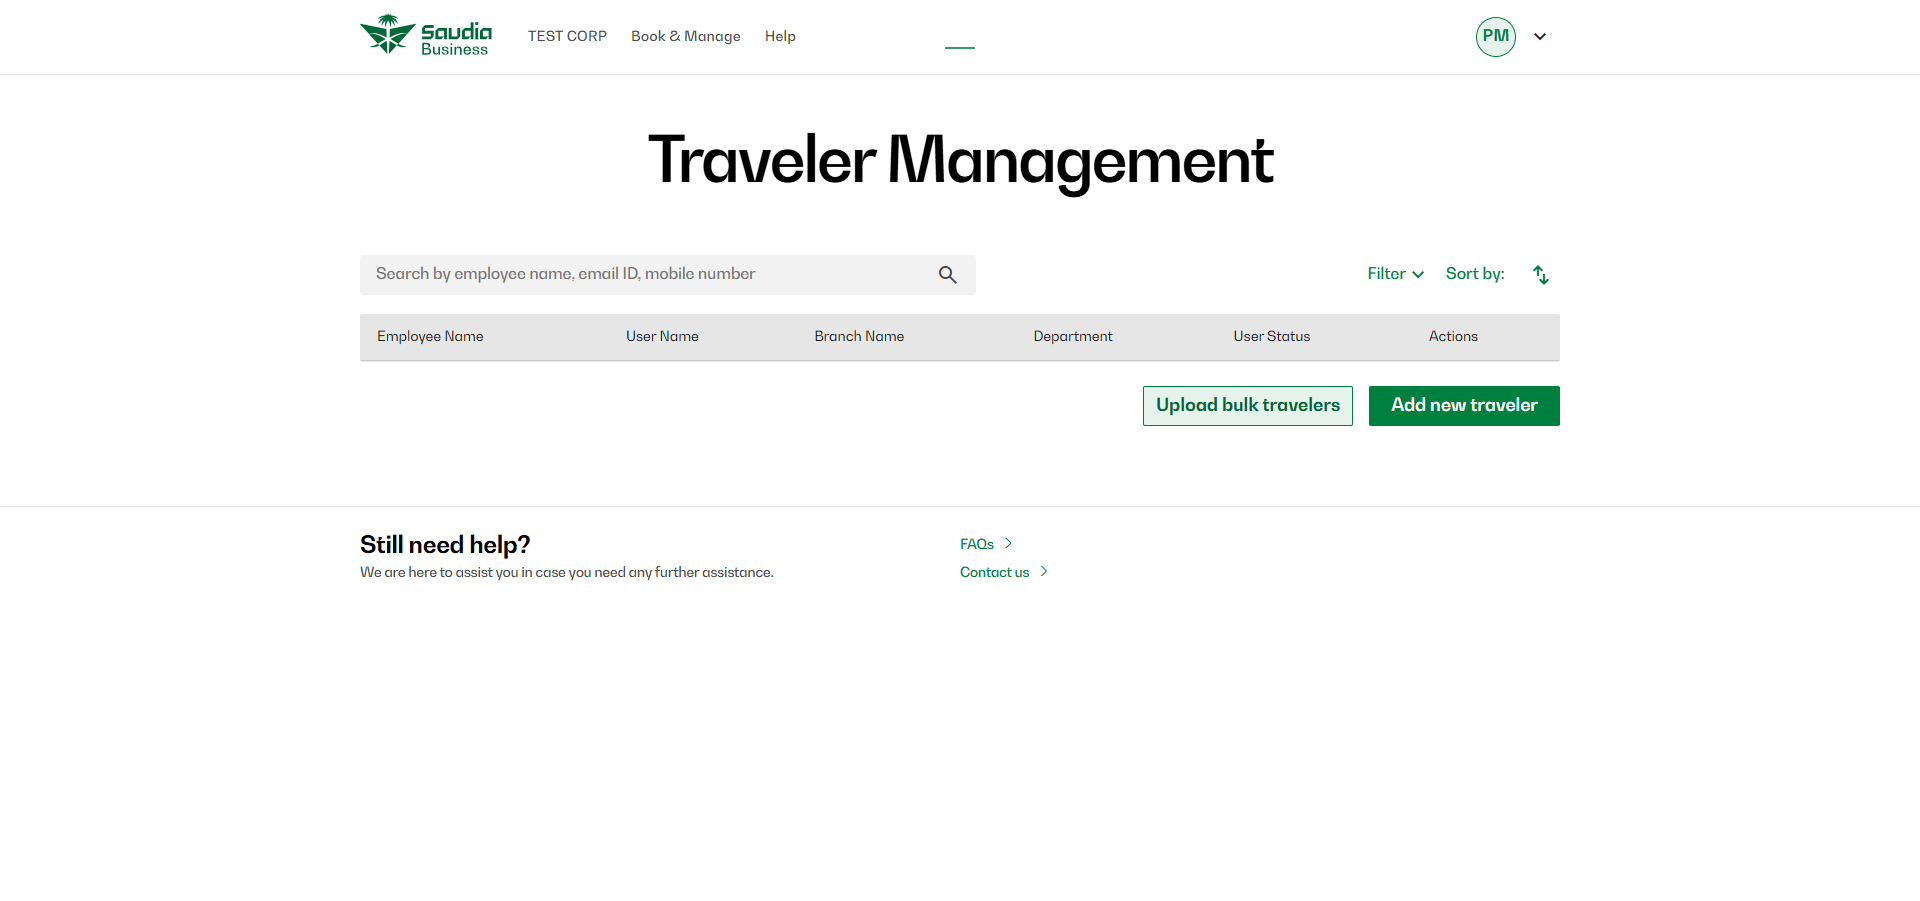 Saudia
Business
TEST CORP
Book & Manage
Help
PM
Traveler Management
Search by employee name, email ID, mobile number
Filter
Sort by:
Employee Name
User Name
Branch Name
Department
User Status
Actions
Upload bulk travelers
Add new traveler
Still need help?
We are here to assist you in case you need any further assistance.
FAQs
Contact us